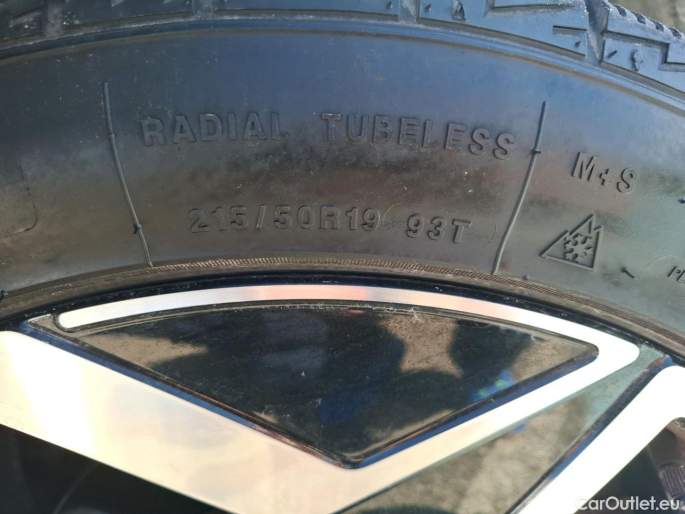 RADIAL TUBELESS
M+S
215/50R19 93T
CarOutlet.eu